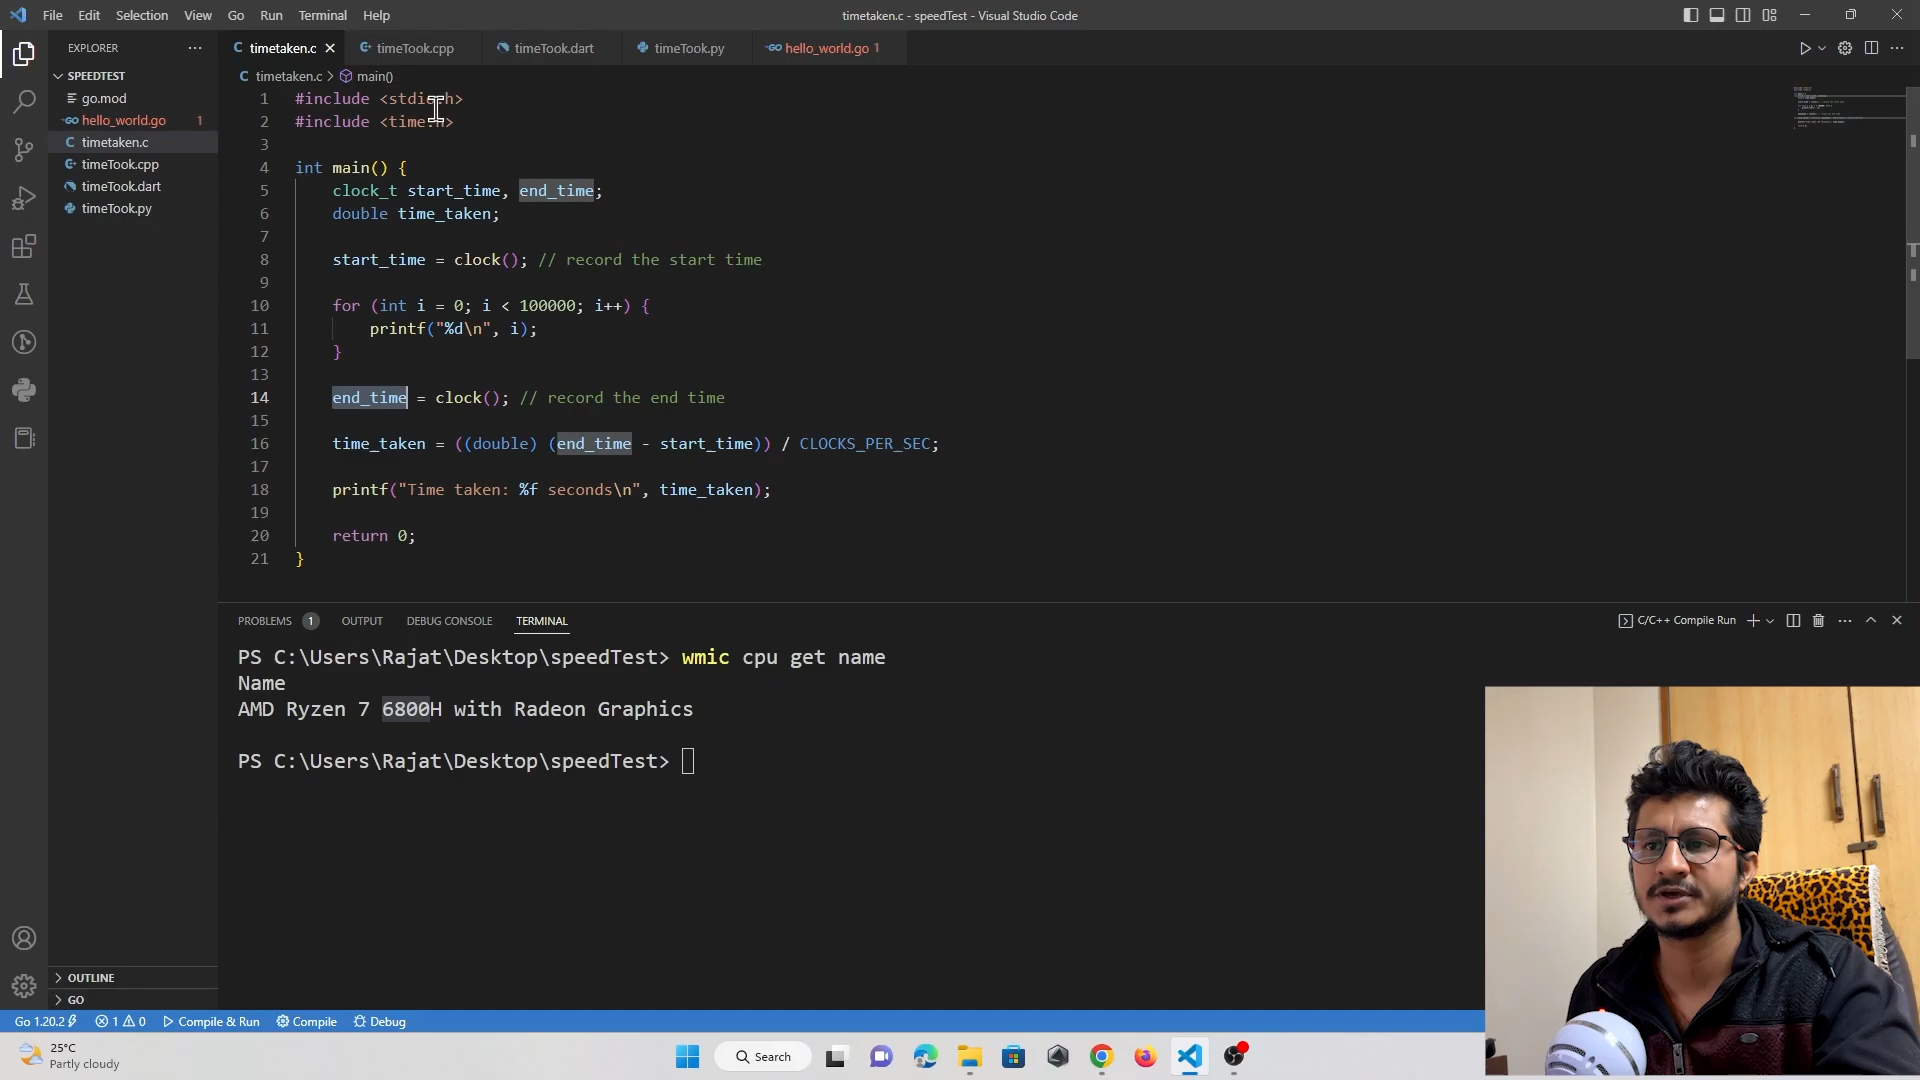 File Edit Selection View Go Run Terminal Help
timetaken.c - speedTest - Visual Studio Code
EXPLORER
timetaken.c
timeTook.cpp
timeTook.dart
timeTook.py
hello_world.go 1
SPEEDTEST
go.mod
hello_world.go 1
timetaken.c
timeTook.cpp
timeTook.dart
timeTook.py
timetaken.c > main()
1 #include <stdio.h>
2 #include <time.h>
3
4 int main() {
5 clock_t start_time, end_time;
6 double time_taken;
7
8 start_time = clock(); // record the start time
9
10 for (int i = 0; i < 100000; i++) {
11 printf("%d\n", i);
12 }
13
14 end_time = clock(); // record the end time
15
16 time_taken = ((double) (end_time - start_time)) / CLOCKS_PER_SEC;
17
18 printf("Time taken: %f seconds\n", time_taken);
19
20 return 0;
21 }
PROBLEMS 1 OUTPUT DEBUG CONSOLE TERMINAL
C/C++ Compile Run
PS C:\Users\Rajat\Desktop\speedTest> wmic cpu get name
Name
AMD Ryzen 7 6800H with Radeon Graphics
PS C:\Users\Rajat\Desktop\speedTest>
OUTLINE
GO
Go 1.20.2 1 0 Compile & Run Compile Debug
25°C
Partly cloudy
Search